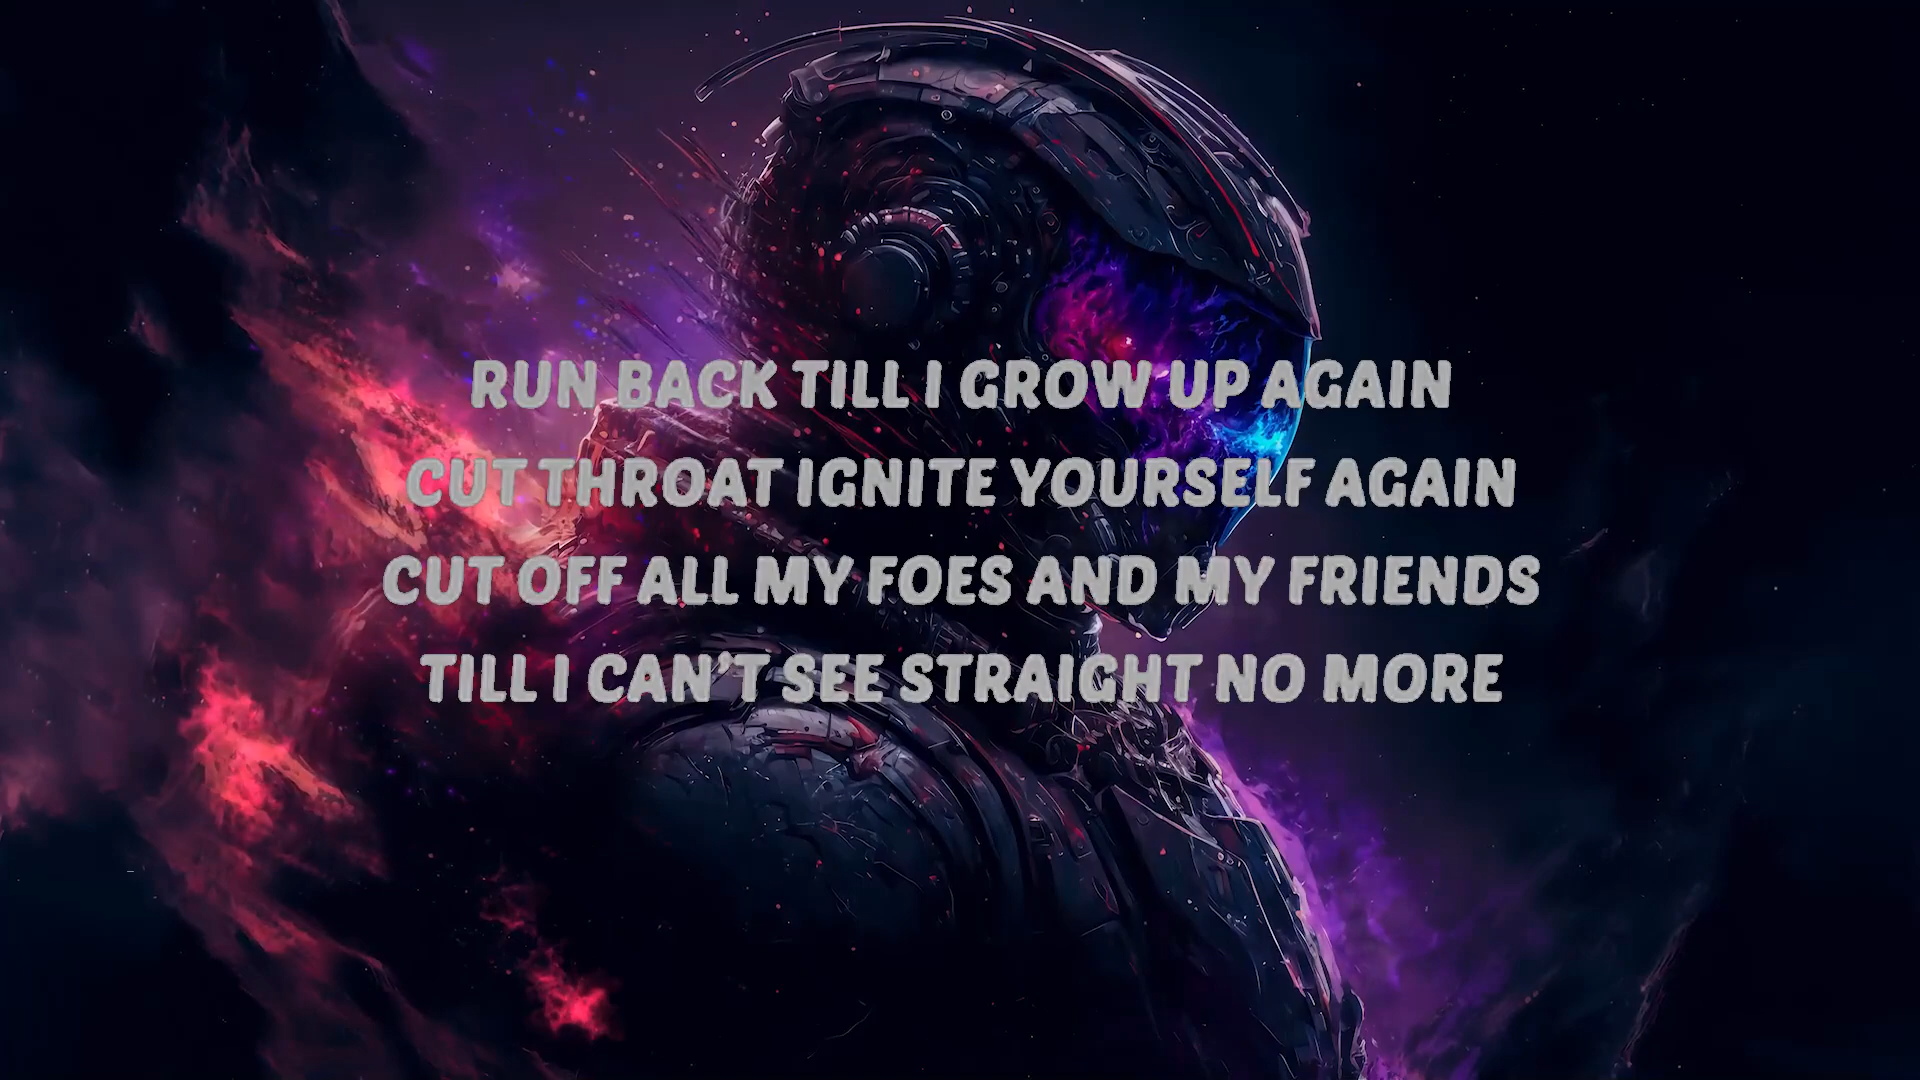 RUN BACK TILL I GROW UP AGAIN
CUT THROAT IGNITE YOURSELF AGAIN
CUT OFF ALL MY FOES AND MY FRIENDS
TILL I CAN’T SEE STRAIGHT NO MORE